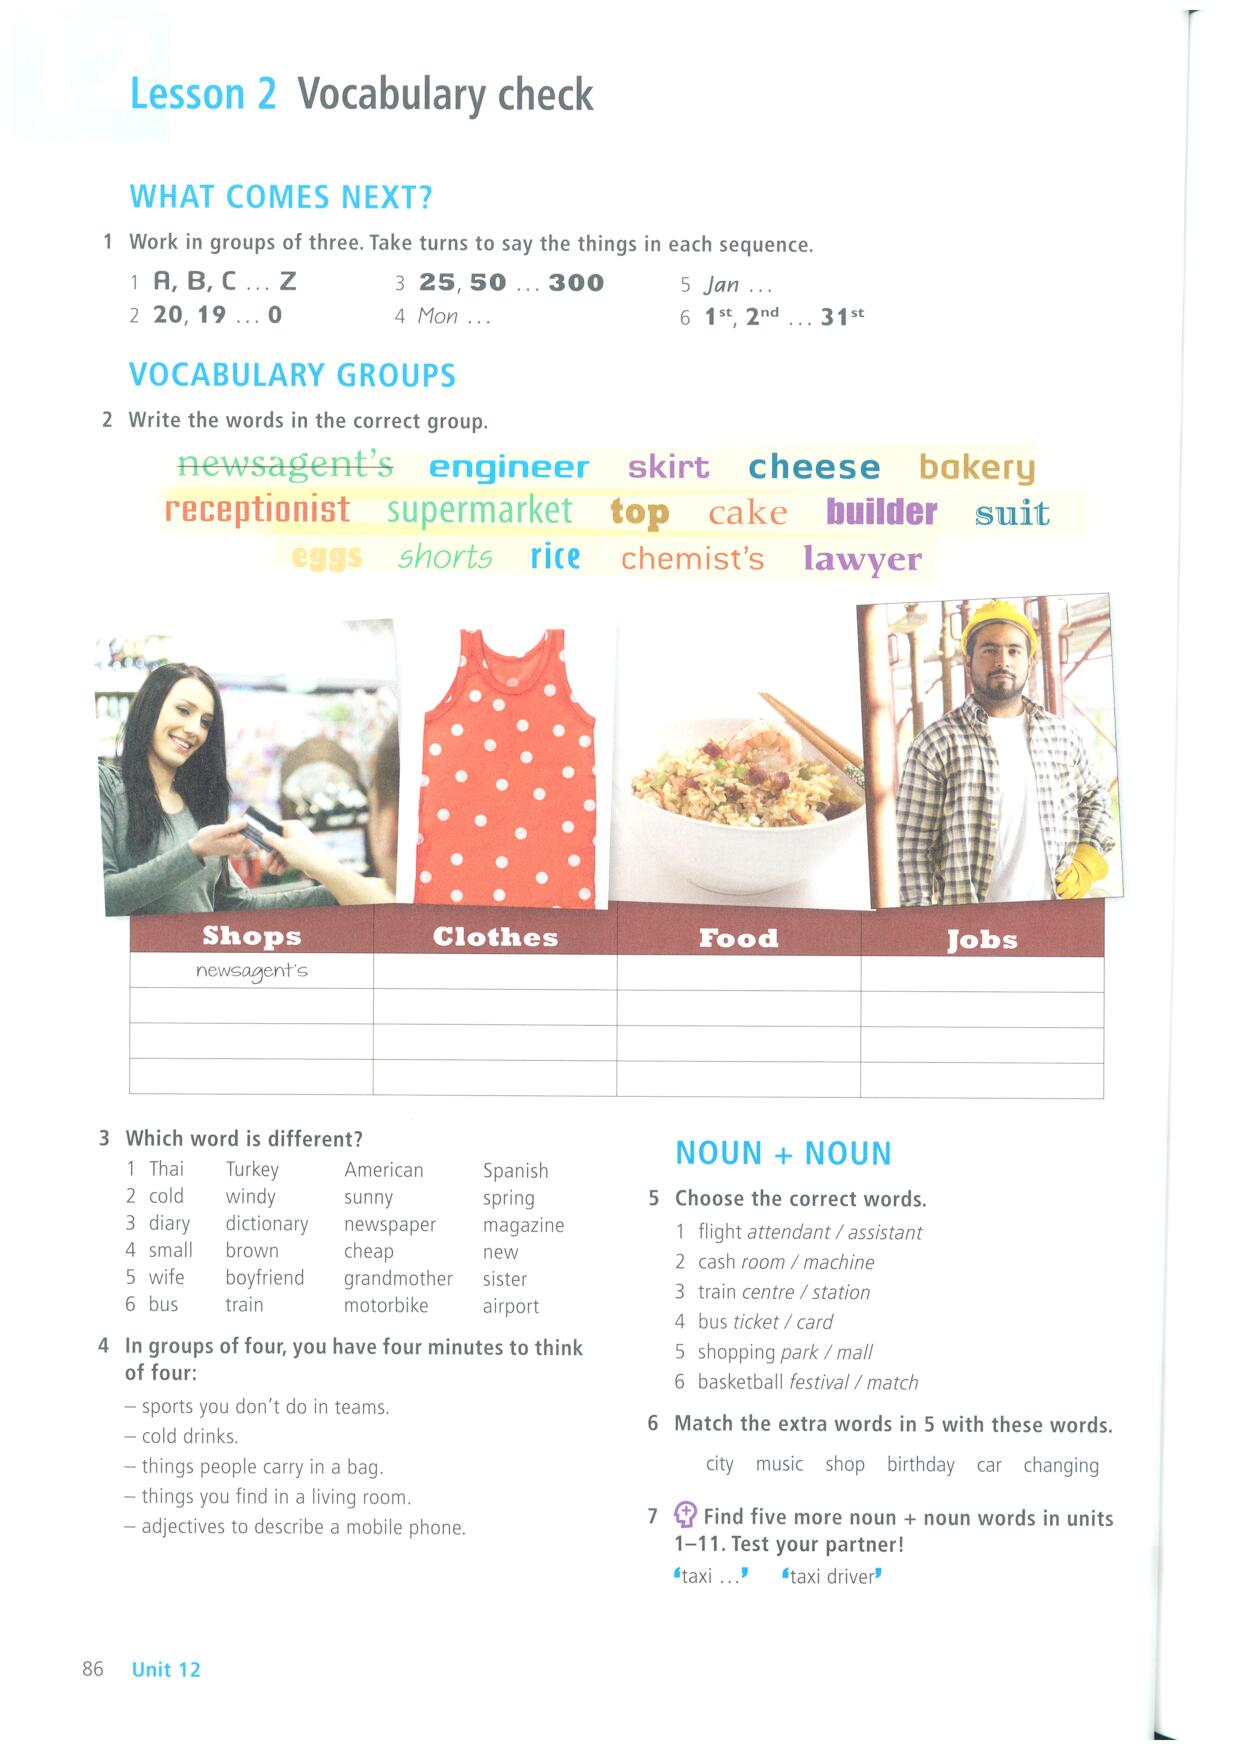 Lesson 2 Vocabulary check
WHAT COMES NEXT?
1 Work in groups of three. Take turns to say the things in each sequence.
1 A, B, C ... Z
2 20, 19 ... 0
3 25, 50 ... 300
4 Mon ...
5 Jan ...
6 1st, 2nd ... 31st
VOCABULARY GROUPS
2 Write the words in the correct group.
newsagent's engineer skirt cheese bakery
receptionist supermarket top cake builder suit
eggs shorts rice chemist's lawyer
Shops Clothes Food Jobs
newsagent's
3 Which word is different?
1 Thai Turkey American Spanish
2 cold windy sunny spring
3 diary dictionary newspaper magazine
4 small brown cheap new
5 wife boyfriend grandmother sister
6 bus train motorbike airport
4 In groups of four, you have four minutes to think
of four:
– sports you don't do in teams.
– cold drinks.
– things people carry in a bag.
– things you find in a living room.
– adjectives to describe a mobile phone.
NOUN + NOUN
5 Choose the correct words.
1 flight attendant / assistant
2 cash room / machine
3 train centre / station
4 bus ticket / card
5 shopping park / mall
6 basketball festival / match
6 Match the extra words in 5 with these words.
city music shop birthday car changing
7 Find five more noun + noun words in units
1–11. Test your partner!
'taxi ...' 'taxi driver'
86 Unit 12